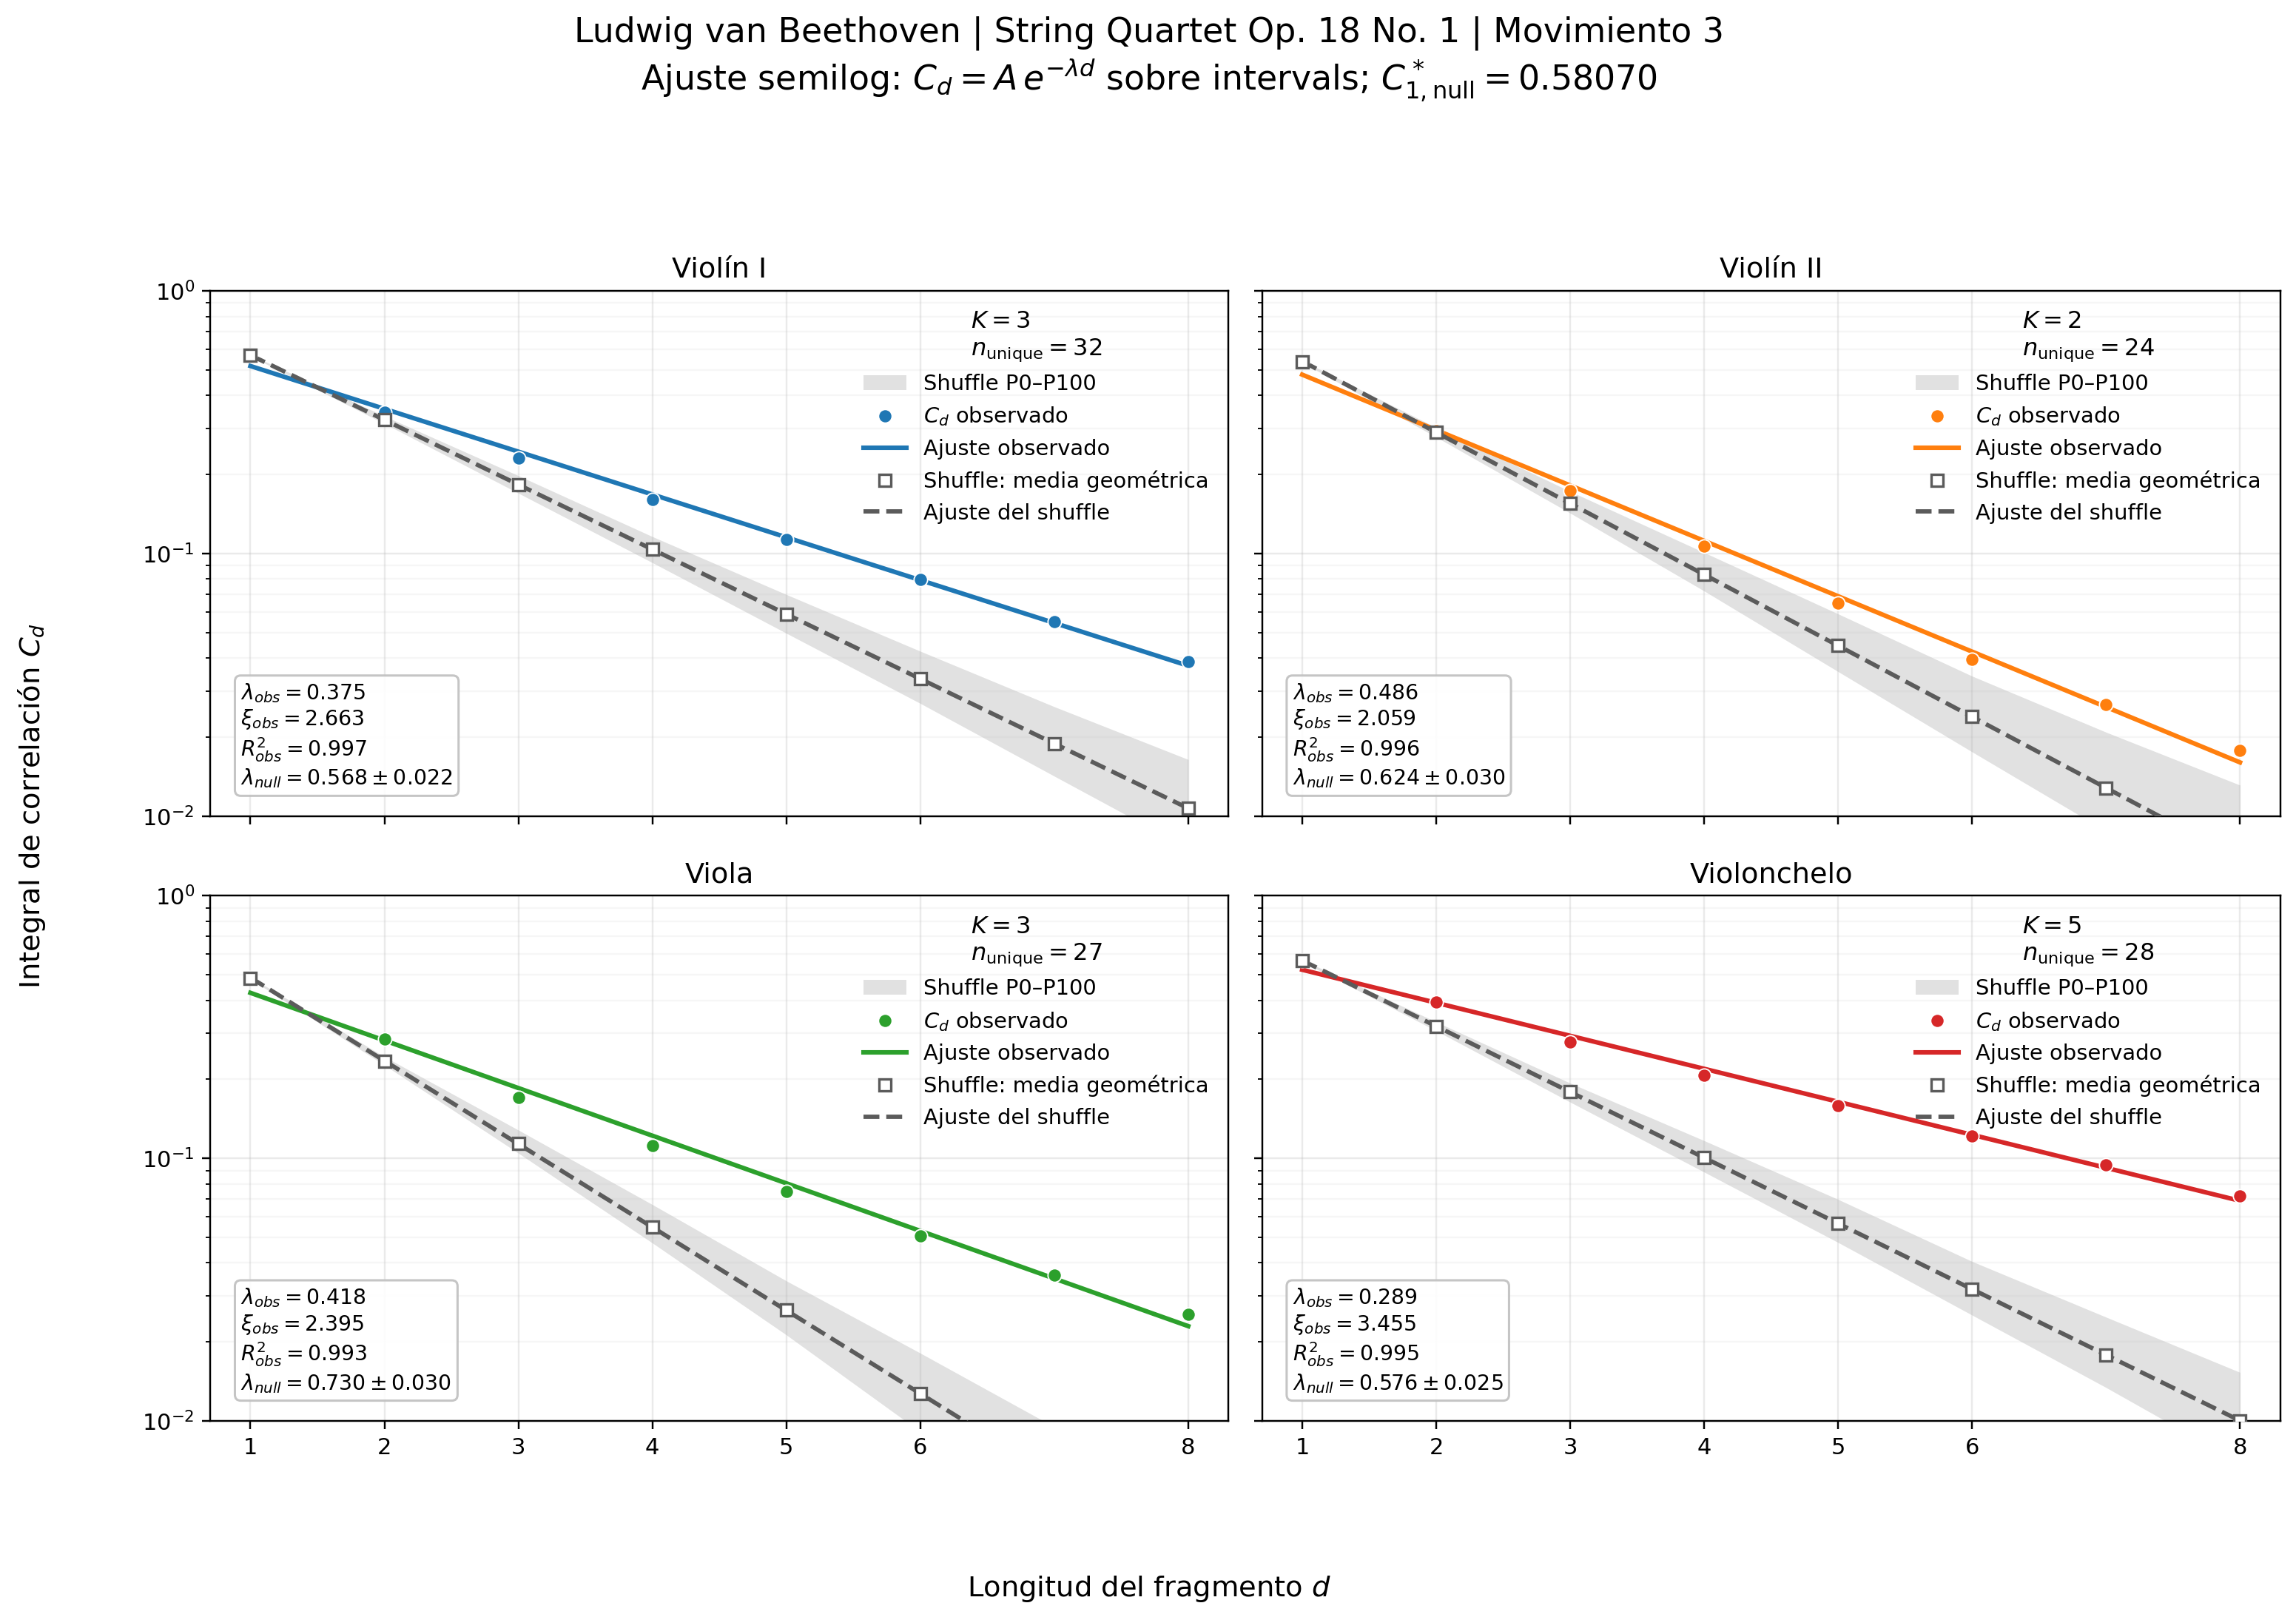 Ludwig van Beethoven | String Quartet Op. 18 No. 1 | Movimiento 3
Ajuste semilog: $C_d = A\,e^{-\lambda d}$ sobre intervals; $C^*_{1,\mathrm{null}} = 0.58070$
Integral de correlación $C_d$
Violín I
10⁰
10⁻¹
10⁻²
K = 3
n_unique = 32
Shuffle P0–P100
C_d observado
Ajuste observado
Shuffle: media geométrica
Ajuste del shuffle
λ_obs = 0.375
ξ_obs = 2.663
R²_obs = 0.997
λ_null = 0.568 ± 0.022
Violín II
K = 2
n_unique = 24
Shuffle P0–P100
C_d observado
Ajuste observado
Shuffle: media geométrica
Ajuste del shuffle
λ_obs = 0.486
ξ_obs = 2.059
R²_obs = 0.996
λ_null = 0.624 ± 0.030
Viola
10⁰
10⁻¹
10⁻²
K = 3
n_unique = 27
Shuffle P0–P100
C_d observado
Ajuste observado
Shuffle: media geométrica
Ajuste del shuffle
λ_obs = 0.418
ξ_obs = 2.395
R²_obs = 0.993
λ_null = 0.730 ± 0.030
1 2 3 4 5 6 8
Violonchelo
K = 5
n_unique = 28
Shuffle P0–P100
C_d observado
Ajuste observado
Shuffle: media geométrica
Ajuste del shuffle
λ_obs = 0.289
ξ_obs = 3.455
R²_obs = 0.995
λ_null = 0.576 ± 0.025
1 2 3 4 5 6 8
Longitud del fragmento d